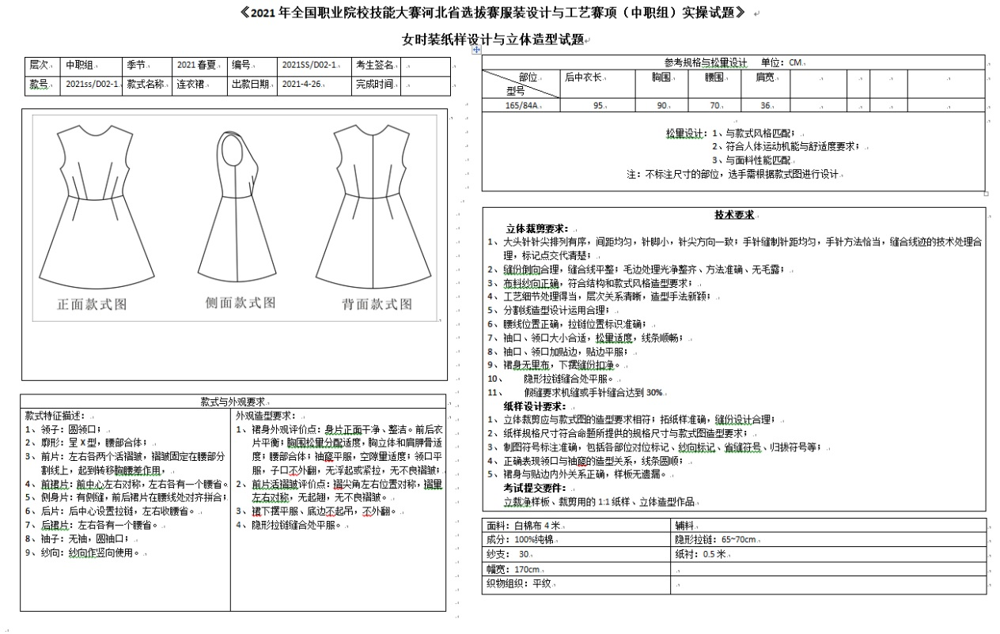 《2021年全国职业院校技能大赛河北省选拔赛服装设计与工艺赛项（中职组）实操试题》
女时装纸样设计与立体造型试题
层次 中职组 季节 2021春夏 编号 2021SS/D02-1 考生签名
款号 2021ss/D02-1 款式名称 连衣裙 出款日期 2021-4-26 完成时间
正面款式图 侧面款式图 背面款式图
款式与外观要求
款式特征描述：
1、领子：圆领口；
2、廓形：呈X型，腰部合体；
3、前片：左右各两个活褶皱，褶皱固定在腰部分
割线上，起到转移胸腰差作用，
4、前裙片：前中心左右对称，左右各有一个腰省。
5、侧身片：有侧缝，前后裙片在腰线处对齐拼合；
6、后片：后中心设置拉链，左右收腰省。
7、后裙片：左右各有一个腰省。
8、袖子：无袖，圆袖口；
9、纱向：纱向作竖向使用。
外观造型要求：
1、裙身外观评价点：身片正面干净、整洁。前后衣
片平衡；胸围松量分配适度，胸立体和肩胛骨适
度；腰部合体；袖窿平服，空隙量适度；领口平
服，子口不外翻，无浮起或紧拉，无不良褶皱；
2、前片活褶皱评价点：褶尖角左右位置对称，褶量
左右对称，无起翘，无不良褶皱。
3、裙下摆平服、底边不起吊，不外翻。
4、隐形拉链缝合处平服。
参考规格与松量设计 单位：CM
部位 后中衣长 胸围 腰围 肩宽
型号
165/84A 95 90 70 36
松量设计：1、与款式风格匹配；
2、符合人体运动机能与舒适度要求；
3、与面料性能匹配
注：不标注尺寸的部位，选手需根据款式图进行设计
技术要求
立体裁剪要求：
1、大头针针尖排列有序，间距均匀，针脚小，针尖方向一致；手针缝制针距均匀，手针方法恰当，缝合线迹的技术处理合
理，标记点交代清楚；
2、缝份倒向合理，缝合线平整；毛边处理光净整齐、方法准确、无毛露；
3、布料纱向正确，符合结构和款式风格造型要求；
4、工艺细节处理得当，层次关系清晰，造型手法新颖；
5、分割线造型设计运用合理；
6、腰线位置正确，拉链位置标识准确；
7、袖口、领口大小合适，松量适度，线条顺畅；
8、袖口、领口加贴边，贴边平服；
9、裙身无里布，下摆缝份扣净。
10、 隐形拉链缝合处平服。
11、 假缝要求机缝或手针缝合达到30%
纸样设计要求：
1、立体裁剪应与款式图的造型要求相符；拓纸样准确，缝份设计合理；
2、纸样规格尺寸符合命题所提供的规格尺寸与款式图造型要求；
3、制图符号标注准确，包括各部位对位标记、纱向标记、省缝符号、归拔符号等；
4、正确表现领口与袖窿的造型关系，线条圆顺；
5、裙身与贴边内外关系正确，样板无遗漏。
考试提交要件：
立裁净样板、裁剪用的1:1纸样、立体造型作品
面料：白棉布4米 辅料
成分：100%纯棉 隐形拉链：65~70cm
纱支： 30 纸衬：0.5米
幅宽：170cm
织物组织：平纹